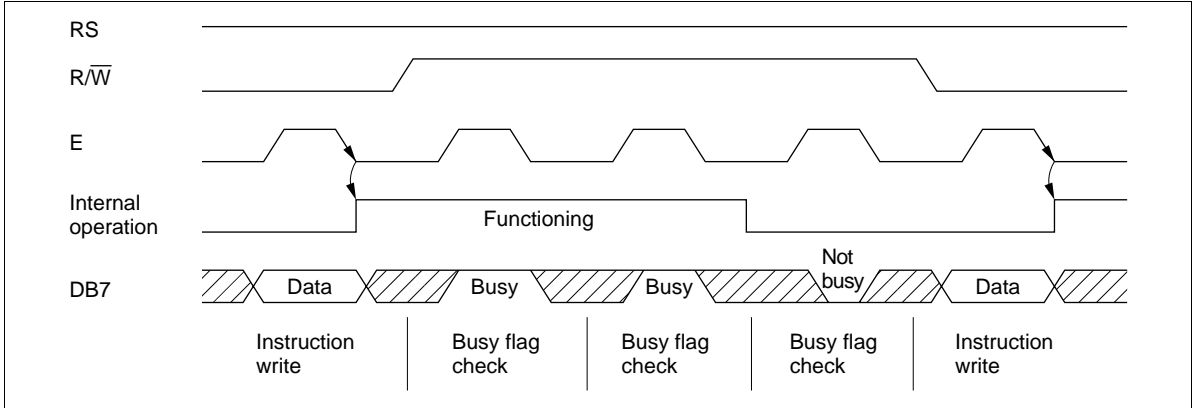 RS
R/W̅
E
Internal
operation
Functioning
DB7
Data
Busy
Busy
Not
busy
Data
Instruction
write
Busy flag
check
Busy flag
check
Busy flag
check
Instruction
write